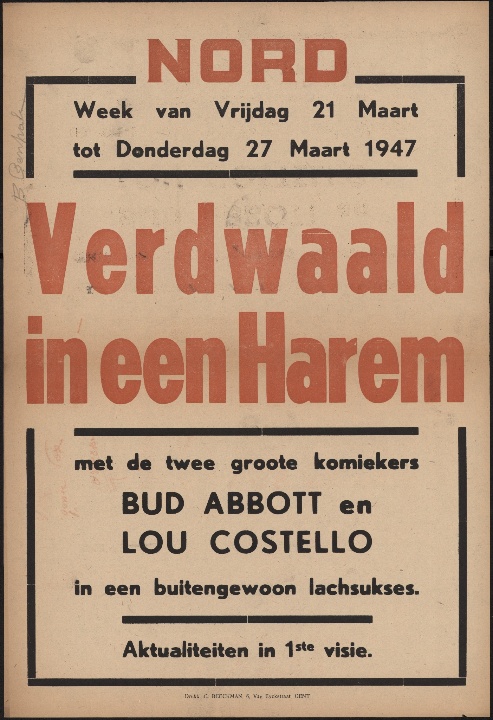 NORD
Week van Vrijdag 21 Maart
tot Donderdag 27 Maart 1947
Verdwaald
in een Harem
met de twee groote komiekers
BUD ABBOTT en
LOU COSTELLO
in een buitengewoon lachsukses.
Aktualiteiten in 1ste visie.
GENT